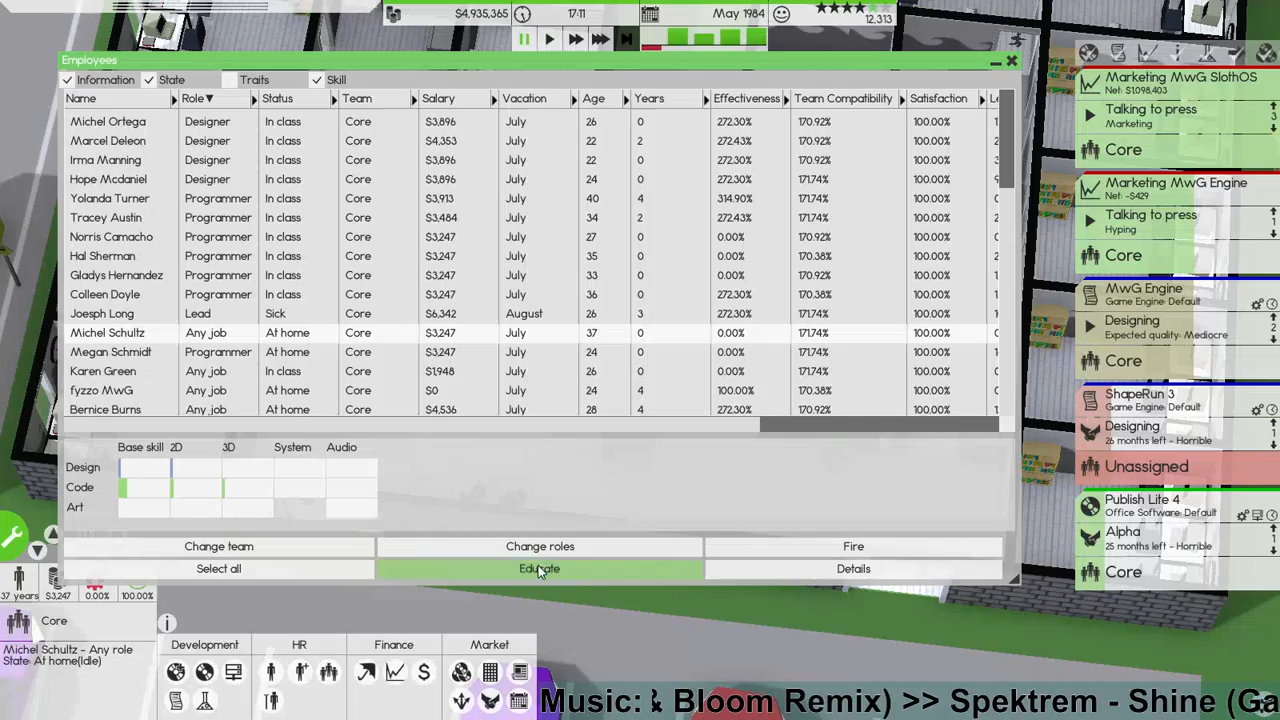 $4,935,365 17:11 May 1984 12,313
Employees
Information State Traits Skill
Name Role▼ Status Team Salary Vacation Age Years Effectiveness Team Compatibility Satisfaction
Michel Ortega Designer In class Core $3,896 July 26 0 272.30% 170.92% 100.00%
Marcel Deleon Designer In class Core $4,353 July 22 2 272.43% 170.92% 100.00%
Irma Manning Designer In class Core $3,896 July 22 0 272.30% 170.92% 100.00%
Hope Mcdaniel Designer In class Core $3,896 July 24 0 272.30% 171.74% 100.00%
Yolanda Turner Programmer In class Core $3,916 July 40 4 314.90% 171.74% 100.00%
Tracey Austin Programmer In class Core $3,484 July 34 2 272.43% 171.74% 100.00%
Norris Camacho Programmer In class Core $3,247 July 27 0 0.00% 170.92% 100.00%
Hal Sherman Programmer In class Core $3,247 July 35 0 272.30% 170.38% 100.00%
Gladys Hernandez Programmer In class Core $3,247 July 33 0 0.00% 170.92% 100.00%
Colleen Doyle Programmer In class Core $3,247 July 36 0 272.30% 170.38% 100.00%
Joesph Long Lead Sick Core $6,342 August 26 3 272.30% 171.74% 100.00%
Michel Schultz Any job At home Core $3,247 July 37 0 0.00% 171.74% 100.00%
Megan Schmidt Programmer At home Core $3,247 July 24 0 0.00% 171.74% 100.00%
Karen Green Any job In class Core $1,948 July 26 0 0.00% 171.74% 100.00%
fyzzo MwG Any job At home Core $0 July 24 4 100.00% 170.38% 100.00%
Bernice Burns Any job At home Core $4,536 July 28 4 272.30% 170.92% 100.00%
Base skill 2D 3D System Audio
Design
Code
Art
Change team Change roles Fire
Select all Educate Details
Marketing MwG SlothOS
Net: $1,098,403
Talking to press 3
Marketing
Core
Marketing MwG Engine
Net: -$429
Talking to press 1
Hyping
Core
MwG Engine
Game Engine: Default
Designing 2
Expected quality: Mediocre
Core
ShapeRun 3
Game Engine: Default
Designing 1
26 months left - Horrible
Unassigned
Publish Lite 4
Office Software: Default
Alpha 1
25 months left - Horrible
Core
37 years $3,247 0.00% 100.00%
Core
Michel Schultz - Any role
State: At home(Idle)
Development HR Finance Market
Music: & Bloom Remix) >> Spektrem - Shine (Ga